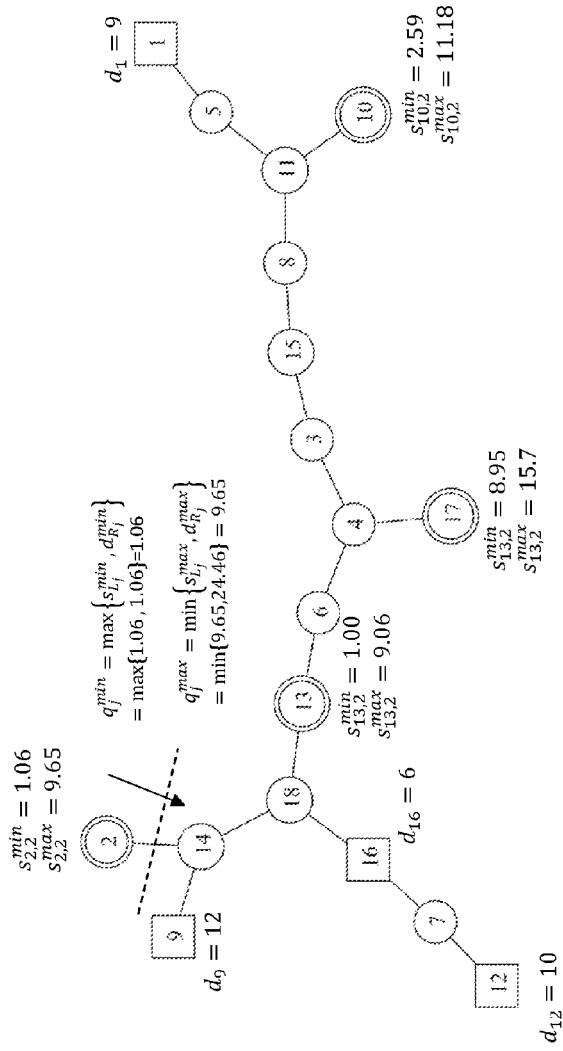 d_{12} = 10
12
7
d_9 = 12
9
16
d_{16} = 6
14
2
s_{2,2}^{min} = 1.06
s_{2,2}^{max} = 9.65
18
13
s_{13,2}^{min} = 1.00
s_{13,2}^{max} = 9.06
q_j^{min} = max{s_{L_j}^{min}, d_{R_j}^{min}}
= max{1.06, 1.06}=1.06
q_j^{max} = min{s_{L_j}^{max}, d_{R_j}^{max}}
= min{9.65,24.46} = 9.65
6
4
17
s_{13,2}^{min} = 8.95
s_{13,2}^{max} = 15.7
3
15
8
11
10
s_{10,2}^{min} = 2.59
s_{10,2}^{max} = 11.18
5
1
d_1 = 9